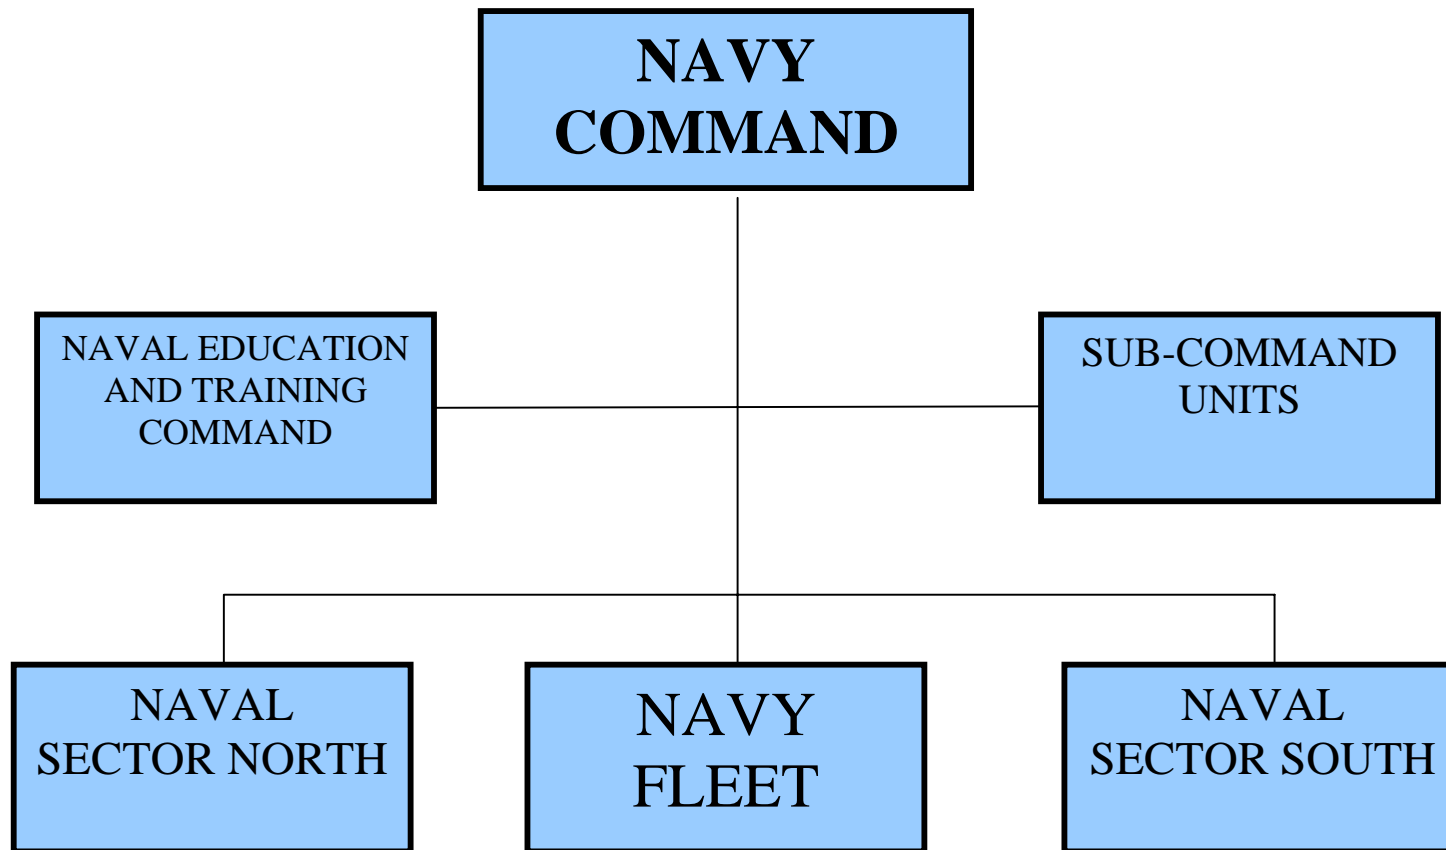 NAVY
COMMAND
NAVAL EDUCATION
AND TRAINING
COMMAND
SUB-COMMAND
UNITS
NAVAL
SECTOR NORTH
NAVY
FLEET
NAVAL
SECTOR SOUTH